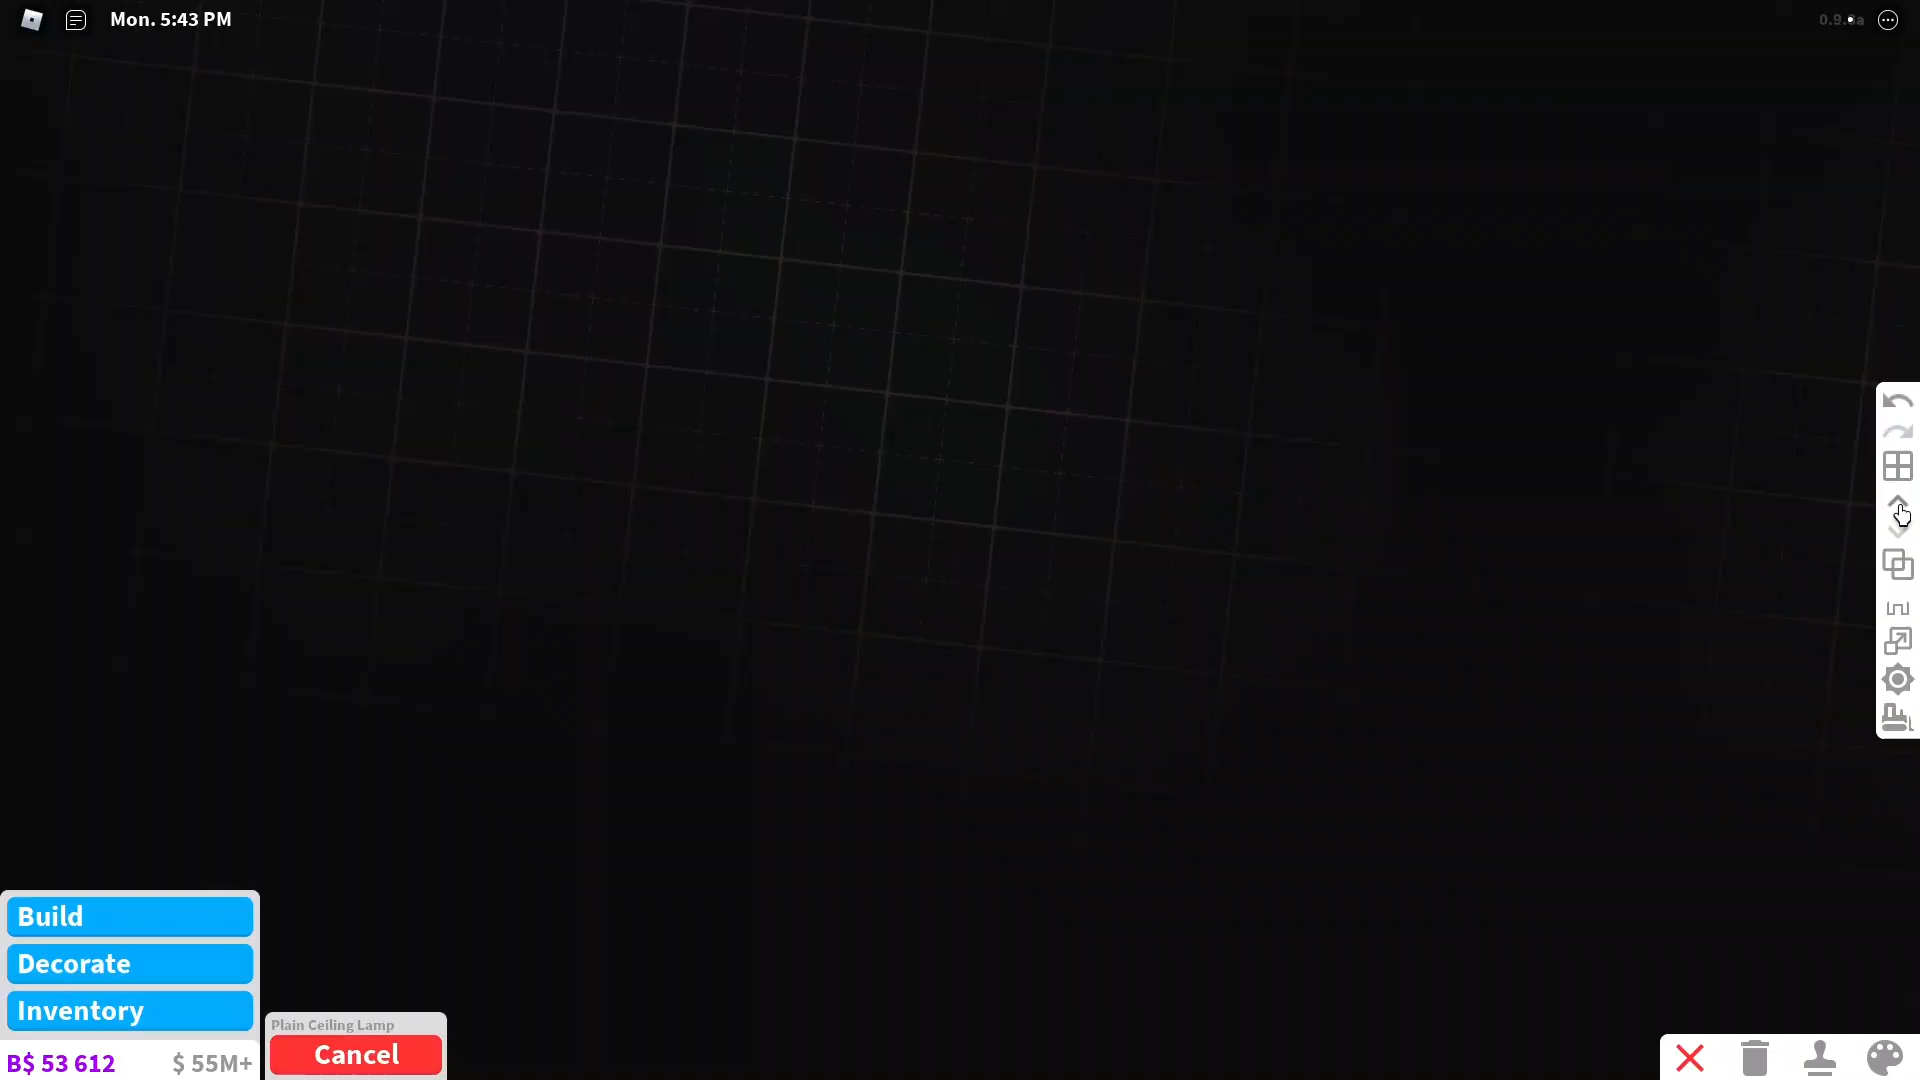 Mon. 5:43 PM
Build
Decorate
Inventory
B$ 53 612
$ 55M+
Plain Ceiling Lamp
Cancel